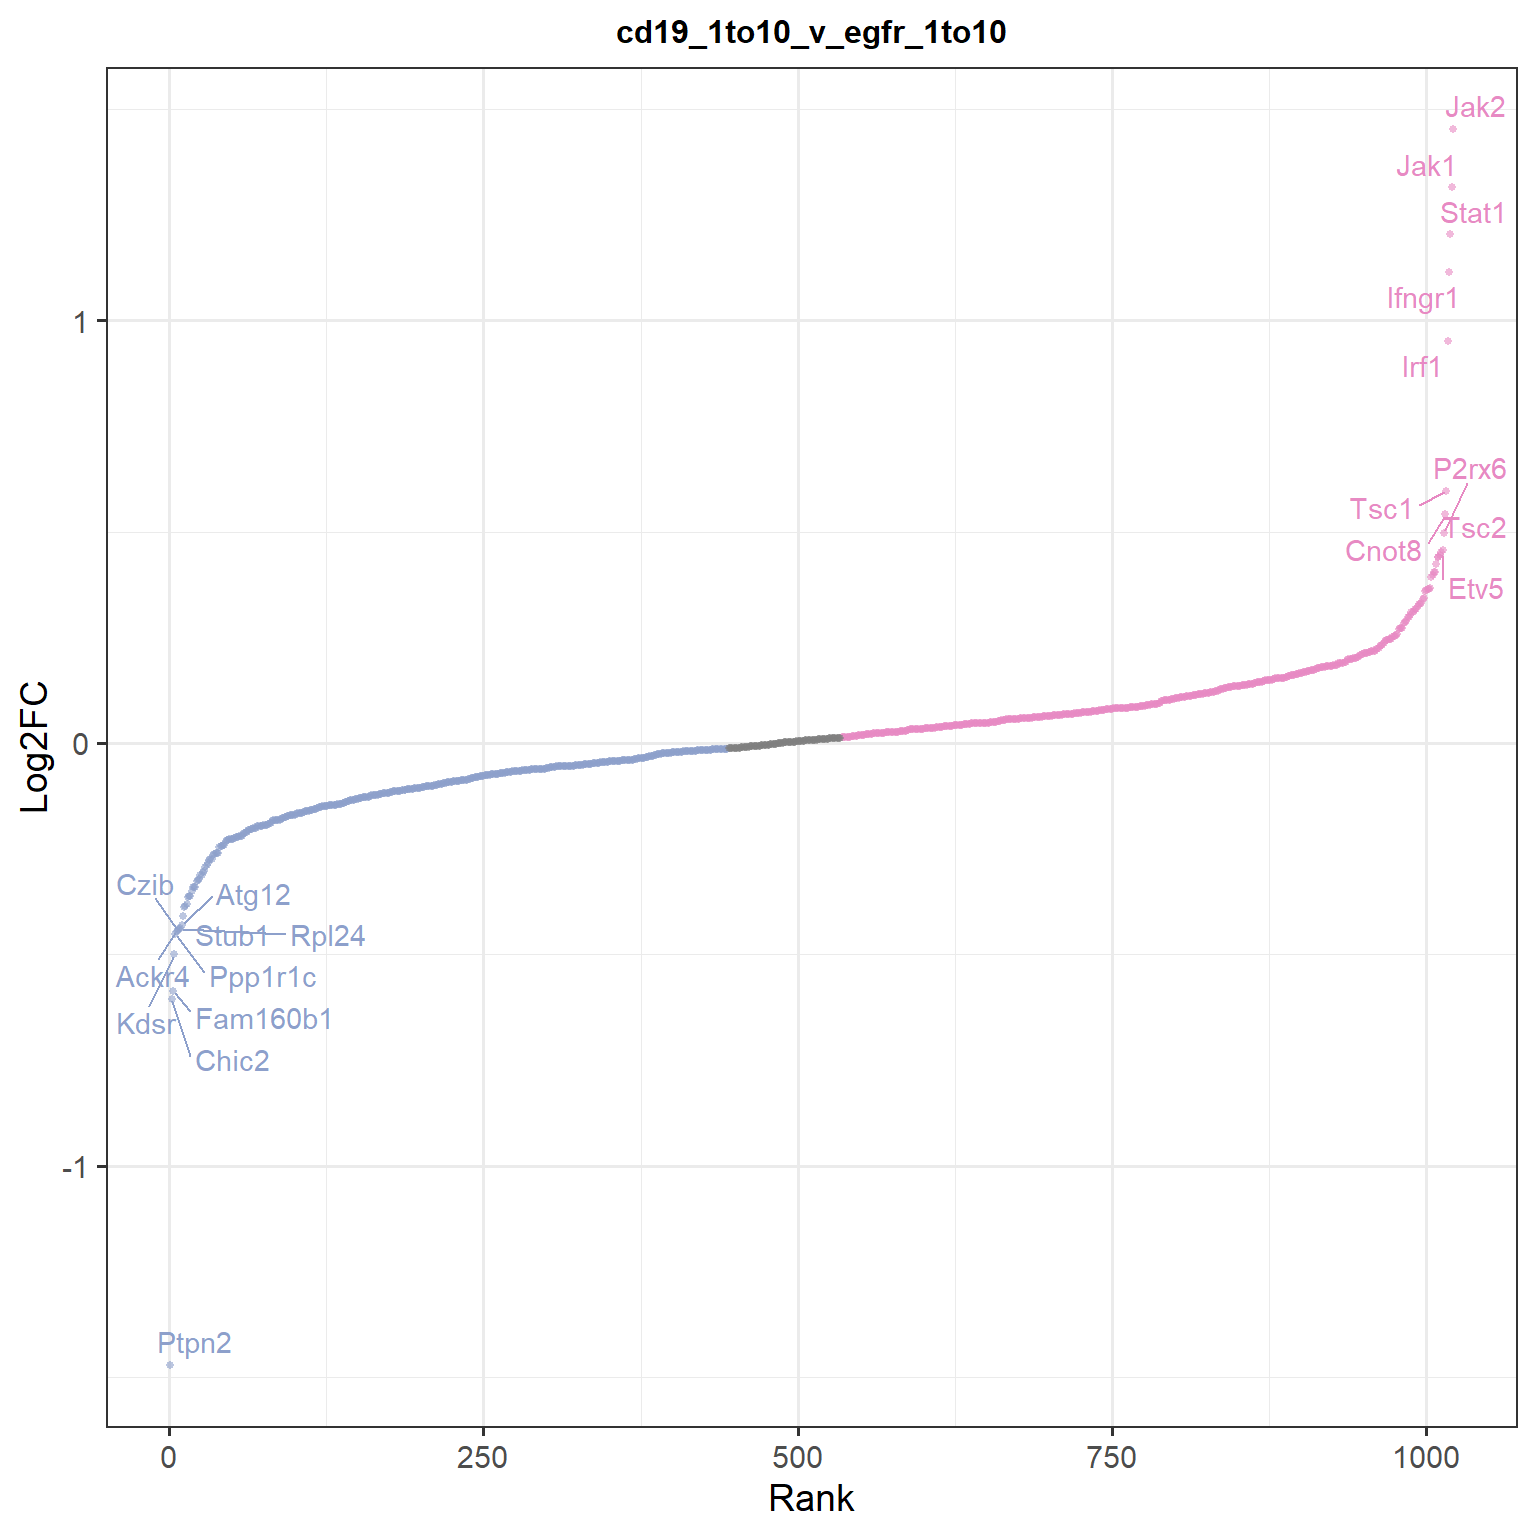 cd19_1to10_v_egfr_1to10
Jak2
Jak1
Stat1
Ifngr1
1
Irf1
P2rx6
Tsc1
Tsc2
Cnot8
Etv5
Log2FC
0
Czib
Atg12
Stub1
Rpl24
Ackr4
Ppp1r1c
Kdsr
Fam160b1
Chic2
-1
Ptpn2
0 250 500 750 1000
Rank